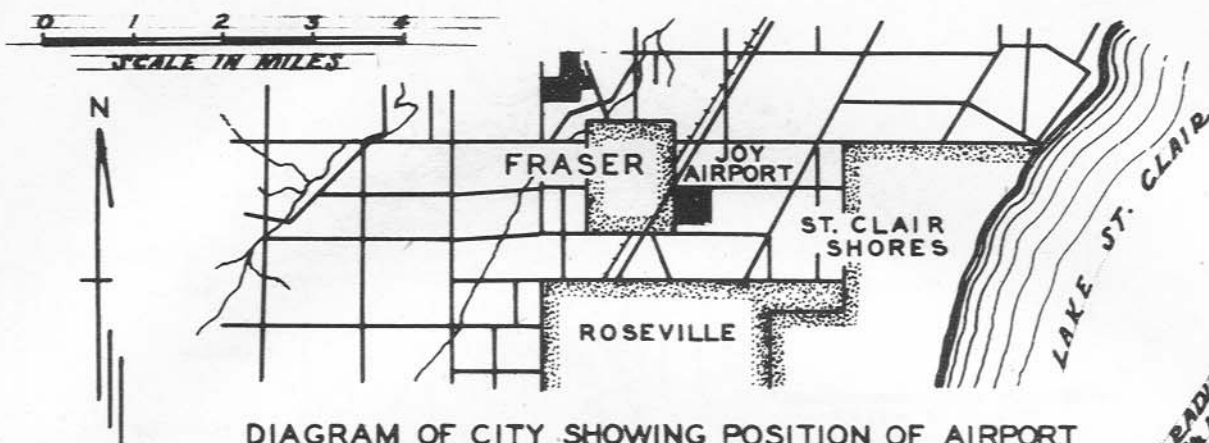 0 1 2 3 4
SCALE IN MILES
N
FRASER
JOY
AIRPORT
ST. CLAIR
SHORES
LAKE ST. CLAIR
ROSEVILLE
DIAGRAM OF CITY SHOWING POSITION OF AIRPORT